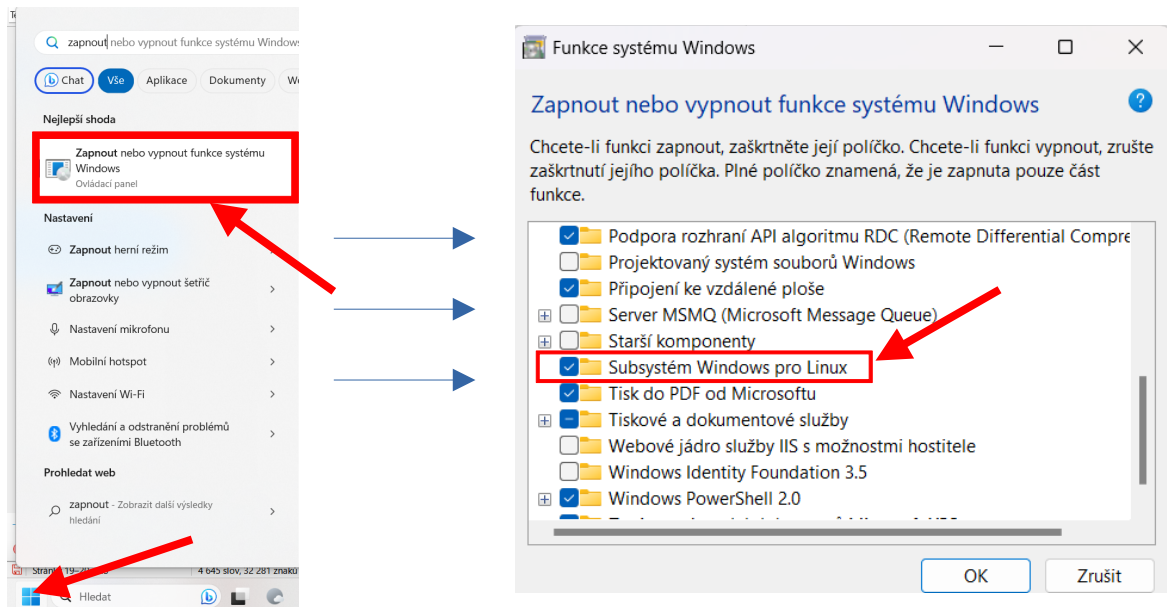 Te
zapnout nebo vypnout funkce systému Windows
Chat
Vše
Aplikace
Dokumenty
We
Nejlepší shoda
Zapnout nebo vypnout funkce systému
Windows
Ovládací panel
Nastavení
Zapnout herní režim
Zapnout nebo vypnout šetřič
obrazovky
Nastavení mikrofonu
Mobilní hotspot
Nastavení Wi-Fi
Vyhledání a odstranění problémů
se zařízeními Bluetooth
Prohledat web
zapnout - Zobrazit další výsledky
hledání
4 645 slov, 32 281 znaků
Hledat
Funkce systému Windows
Zapnout nebo vypnout funkce systému Windows
Chcete-li funkci zapnout, zaškrtněte její políčko. Chcete-li funkci vypnout, zrušte
zaškrtnutí jejího políčka. Plné políčko znamená, že je zapnuta pouze část
funkce.
Podpora rozhraní API algoritmu RDC (Remote Differential Compre
Projektovaný systém souborů Windows
Připojení ke vzdálené ploše
Server MSMQ (Microsoft Message Queue)
Starší komponenty
Subsystém Windows pro Linux
Tisk do PDF od Microsoftu
Tiskové a dokumentové služby
Webové jádro služby IIS s možnostmi hostitele
Windows Identity Foundation 3.5
Windows PowerShell 2.0
OK
Zrušit